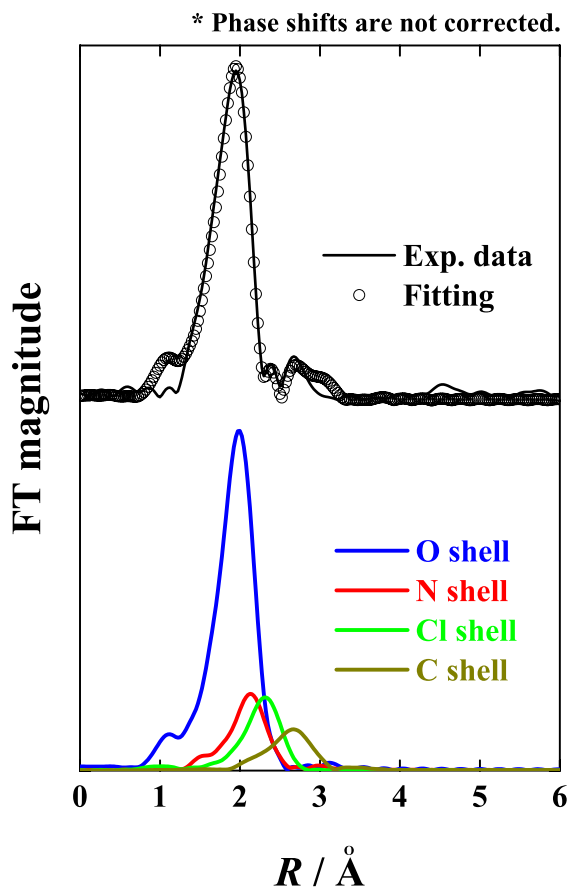 * Phase shifts are not corrected.
FT magnitude
Exp. data
Fitting
O shell
N shell
Cl shell
C shell
0 1 2 3 4 5 6
R / Å